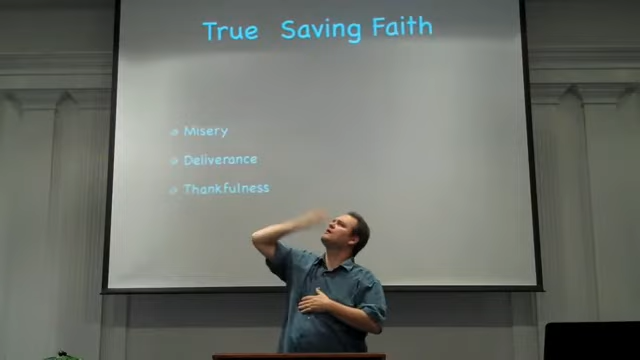 True Saving Faith
Misery
Deliverance
Thankfulness